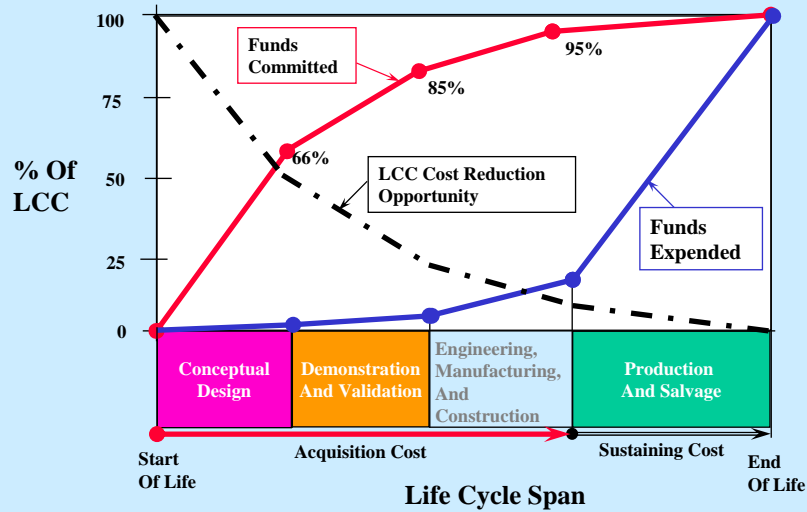 100
Funds
Committed
95%
85%
75
66%
% Of
LCC
50
LCC Cost Reduction
Opportunity
Funds
Expended
25
0
Conceptual
Design
Demonstration
And Validation
Engineering,
Manufacturing,
And
Construction
Production
And Salvage
Start
Of Life
Acquisition Cost
Sustaining Cost
End
Of Life
Life Cycle Span